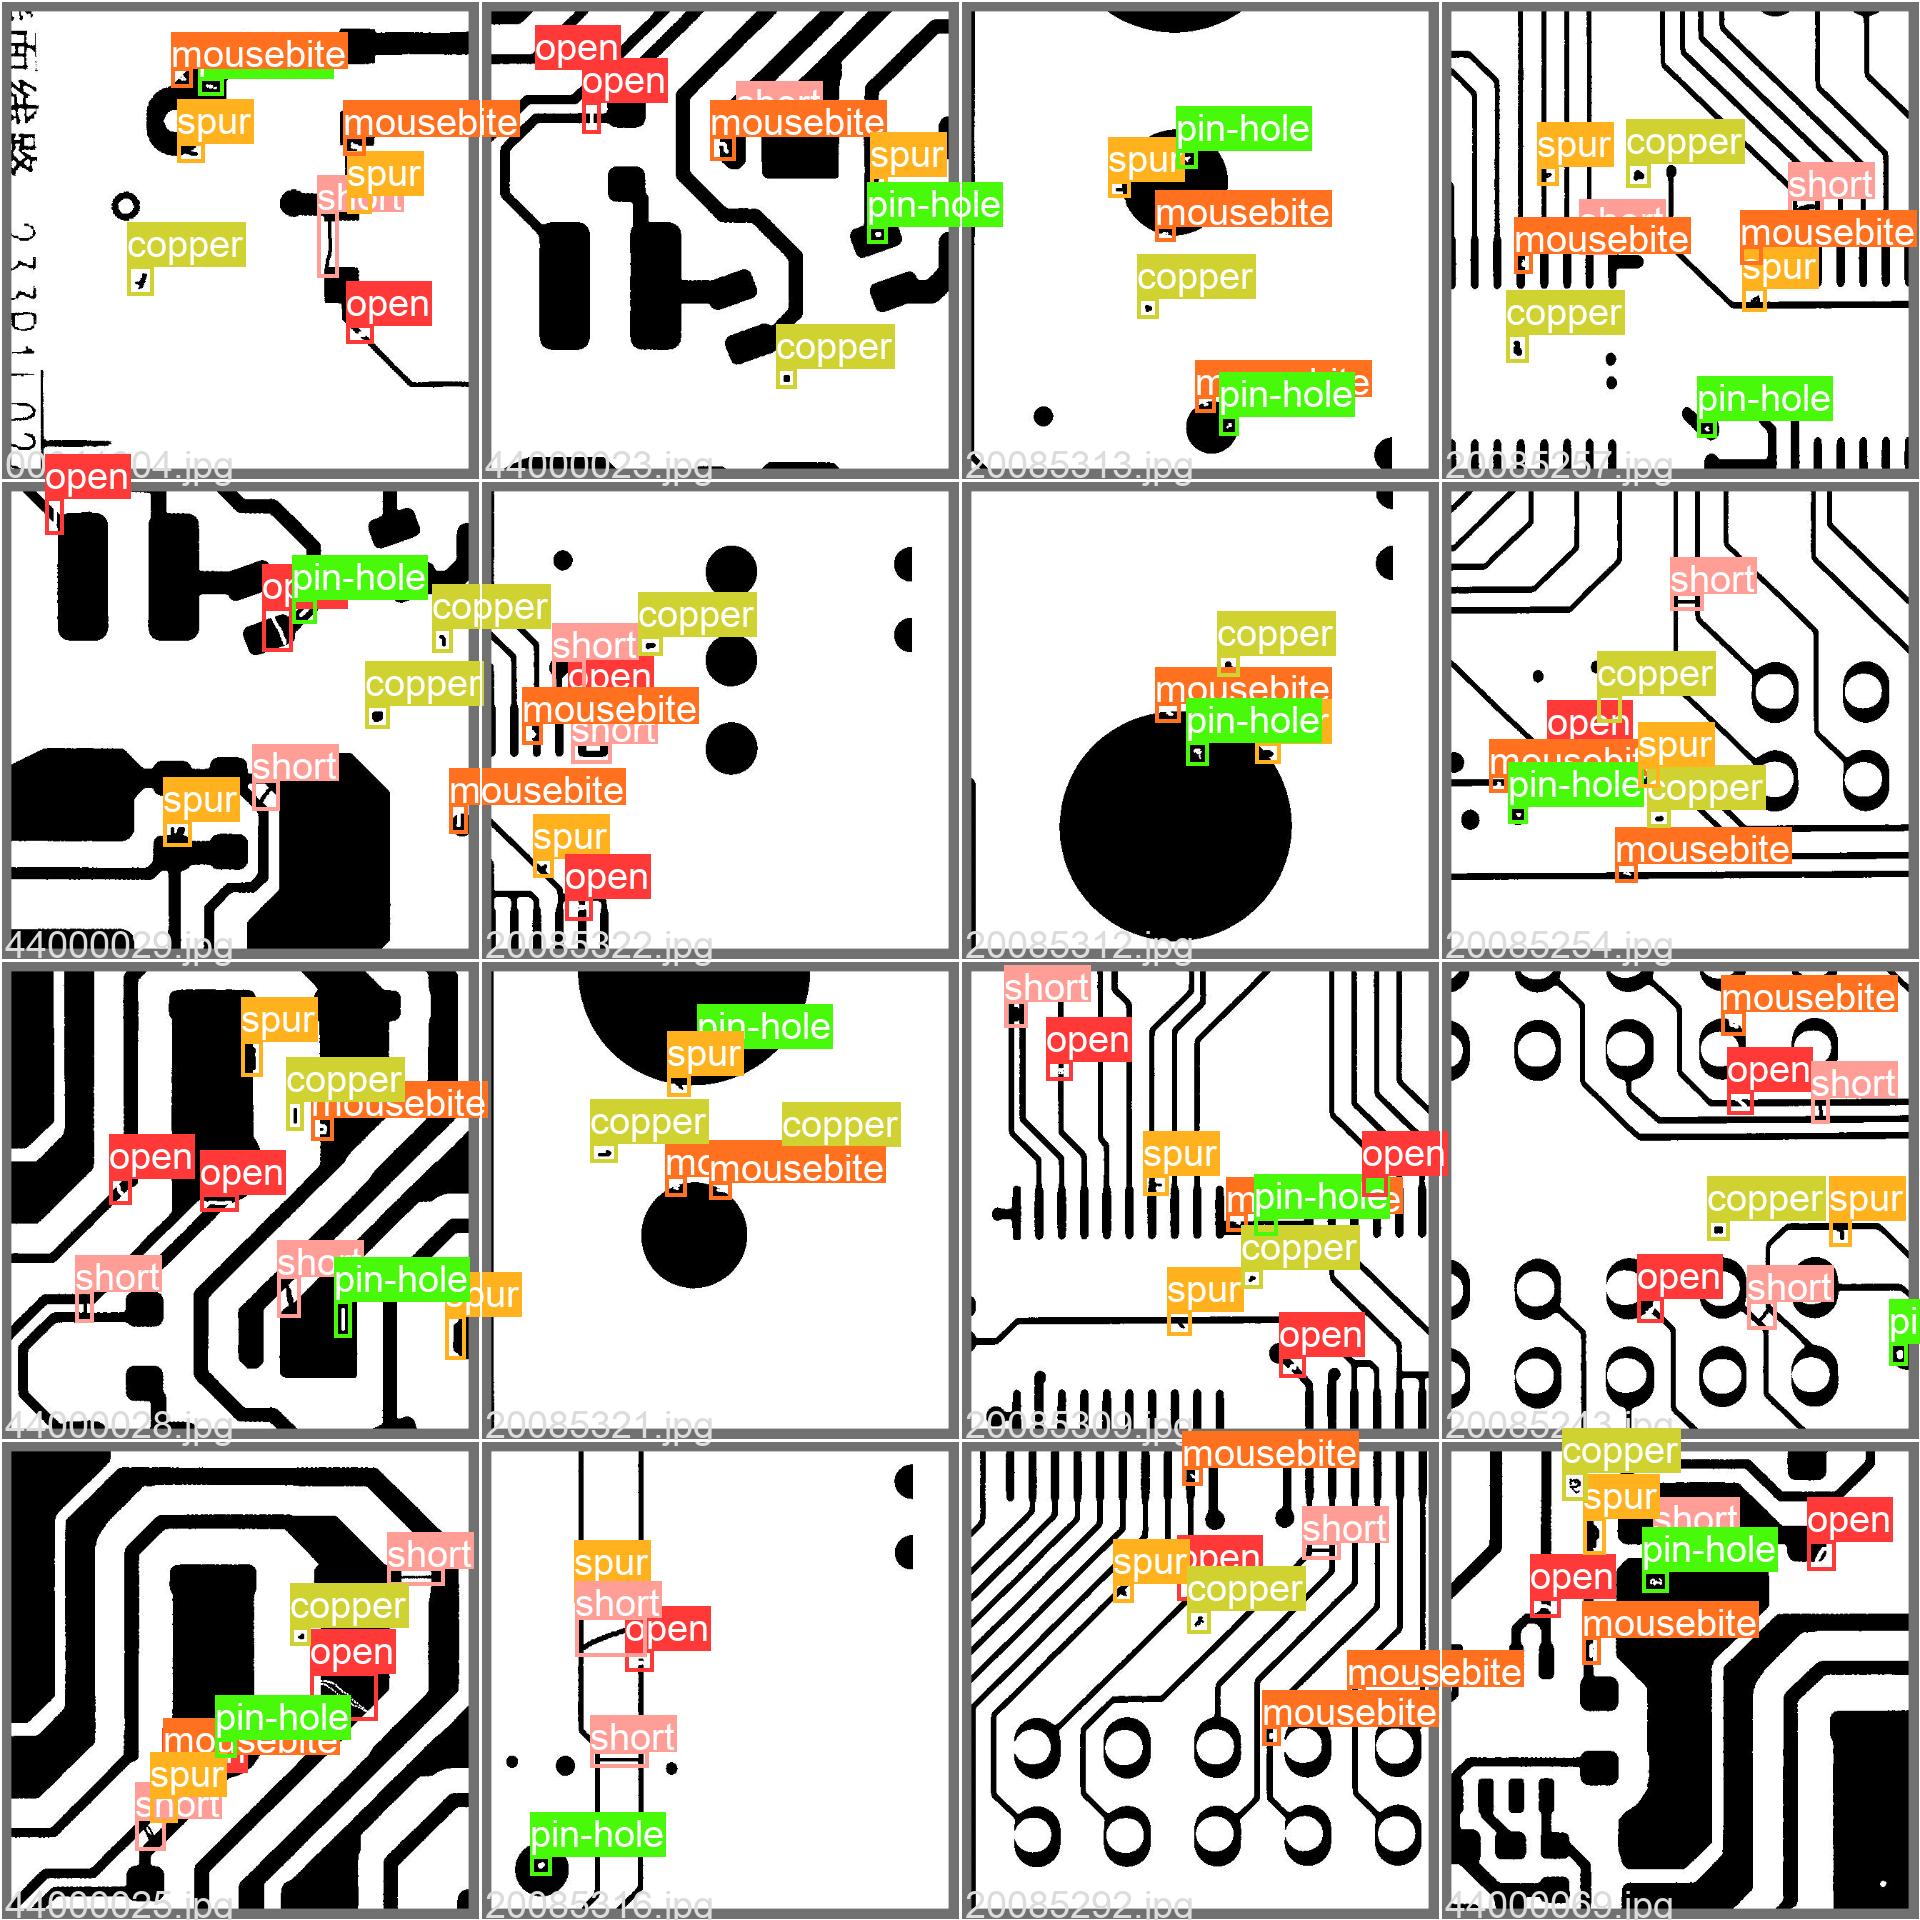 mousebite
spur
mousebite
spur
short
copper
open
00041004.jpg
open
open
short
mousebite
spur
pin-hole
copper
44000023.jpg
pin-hole
spur
mousebite
copper
mousebite
pin-hole
20085313.jpg
spur
copper
short
short
mousebite
mousebite
spur
copper
pin-hole
20085257.jpg
open
pin-hole
copper
copper
short
spur
44000029.jpg
copper
short
open
mousebite
short
mousebite
spur
open
20085322.jpg
copper
mousebite
pin-hole
20085312.jpg
short
copper
open
spur
mousebite
pin-hole
copper
mousebite
20085254.jpg
spur
copper
mousebite
open
open
short
short
pin-hole
spur
44000028.jpg
pin-hole
spur
copper
copper
mousebite
20085321.jpg
short
open
spur
open
pin-hole
copper
spur
open
20085309.jpg
mousebite
open
short
copper
spur
open
short
pi
20085243.jpg
short
copper
open
pin-hole
mousebite
spur
short
44000025.jpg
spur
short
open
short
pin-hole
20085316.jpg
mousebite
short
spur
open
copper
mousebite
mousebite
20085292.jpg
copper
spur
short
open
pin-hole
open
mousebite
44000069.jpg